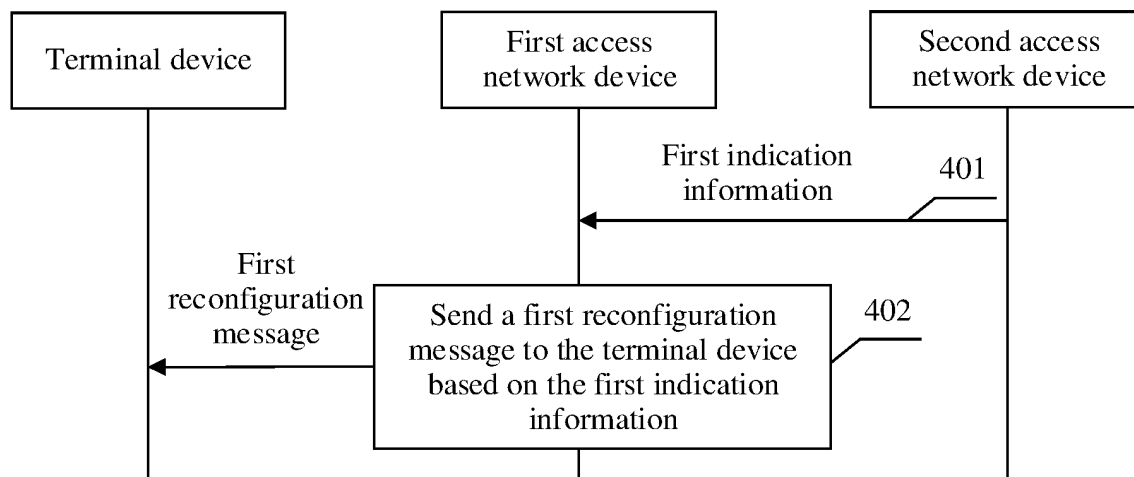 Terminal device
First access
network device
Second access
network device
First indication
information
401
First
reconfiguration
message
Send a first reconfiguration
message to the terminal device
based on the first indication
information
402